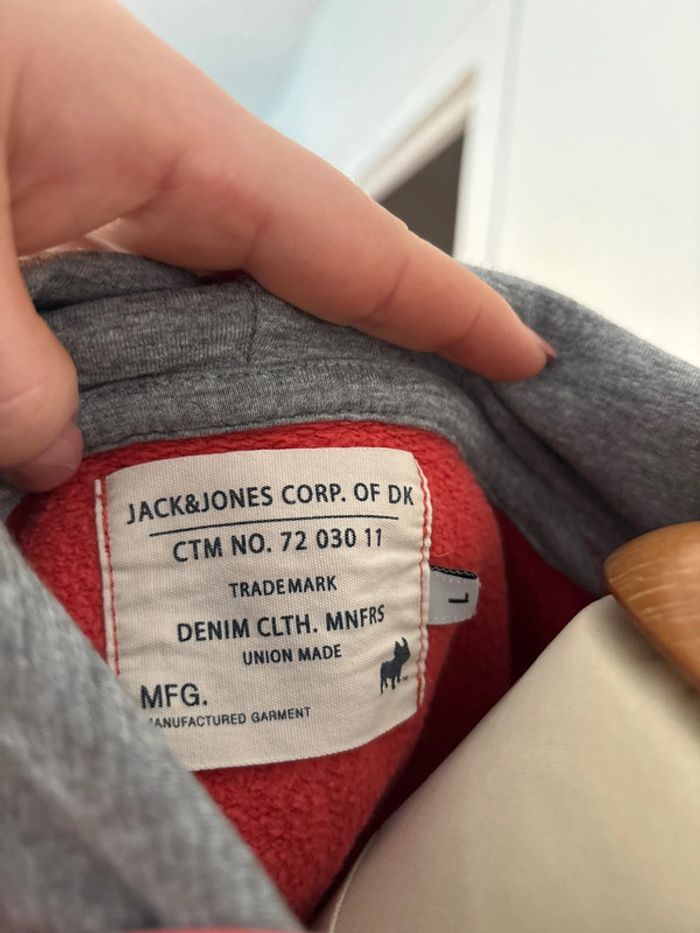 JACK&JONES CORP. OF DK
CTM NO. 72 030 11
TRADEMARK
DENIM CLTH. MNFRS
UNION MADE
MFG.
MANUFACTURED GARMENT
L